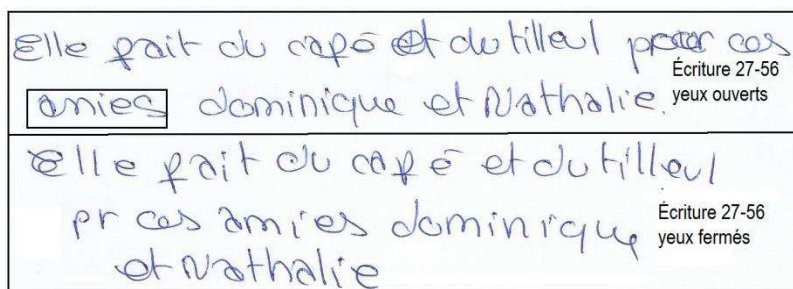 Elle fait du café et du tilleul pour ces
Écriture 27-56
yeux ouverts
amies dominique et Nathalie.
Elle fait du café et du tilleul
pr ces amies dominique
Écriture 27-56
yeux fermés
et Nathalie